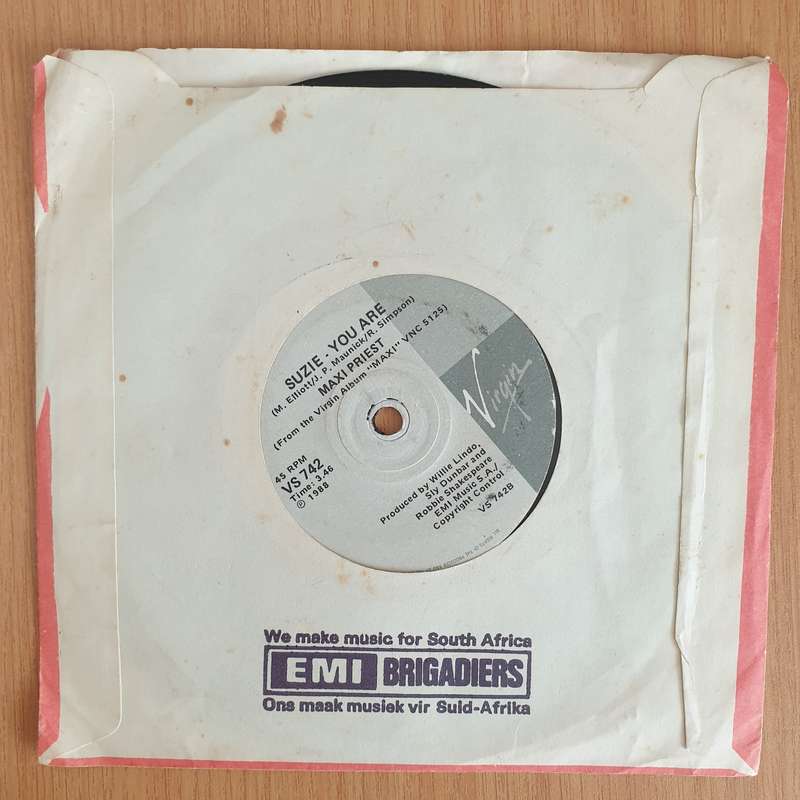 SUZIE - YOU ARE
(M. Elliott/J. P. Maunick/R. Simpson)
MAXI PRIEST
(From the Virgin Album "MAXI" VNC 5125)
Virgin
45 RPM
VS 742
Time: 3.46
℗ 1988
Produced by Willie Lindo,
Sly Dunbar and
Robbie Shakespeare
EMI Music S.A./
Copyright Control
VS 742B
We make music for South Africa
EMI BRIGADIERS
Ons maak musiek vir Suid-Afrika